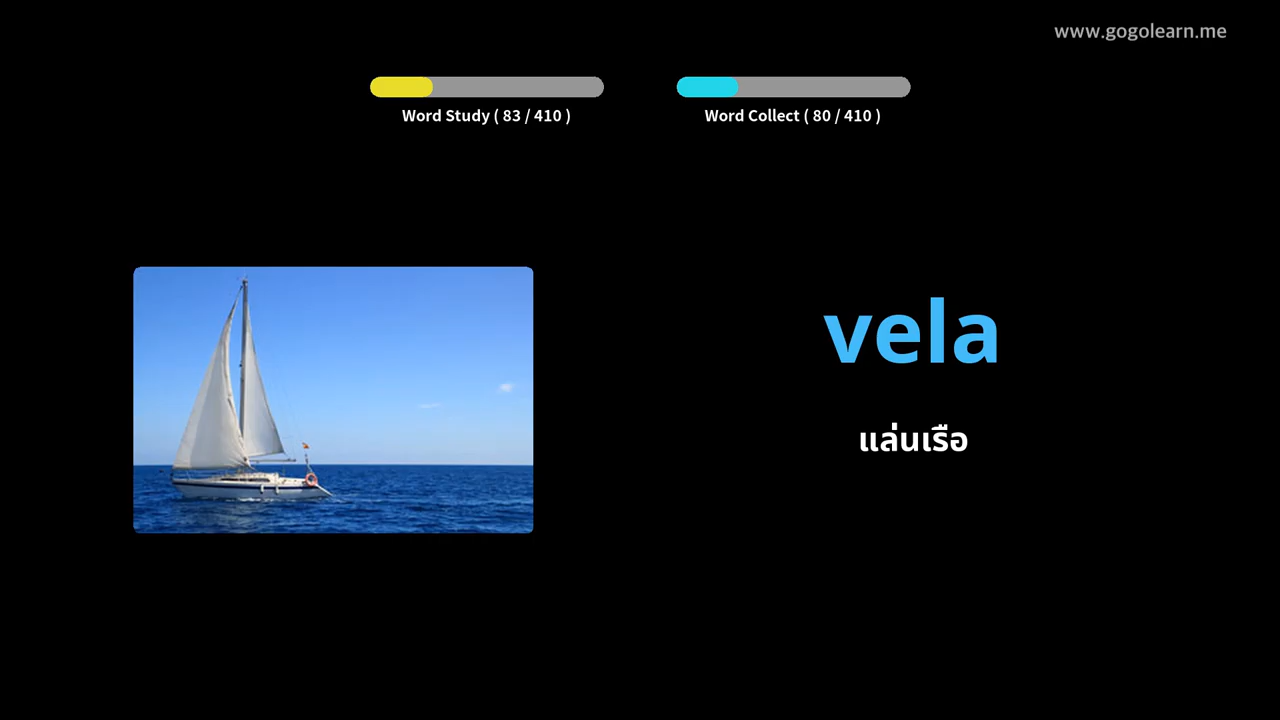 www.gogolearn.me
Word Study ( 83 / 410 )
Word Collect ( 80 / 410 )
vela
แล่นเรือ